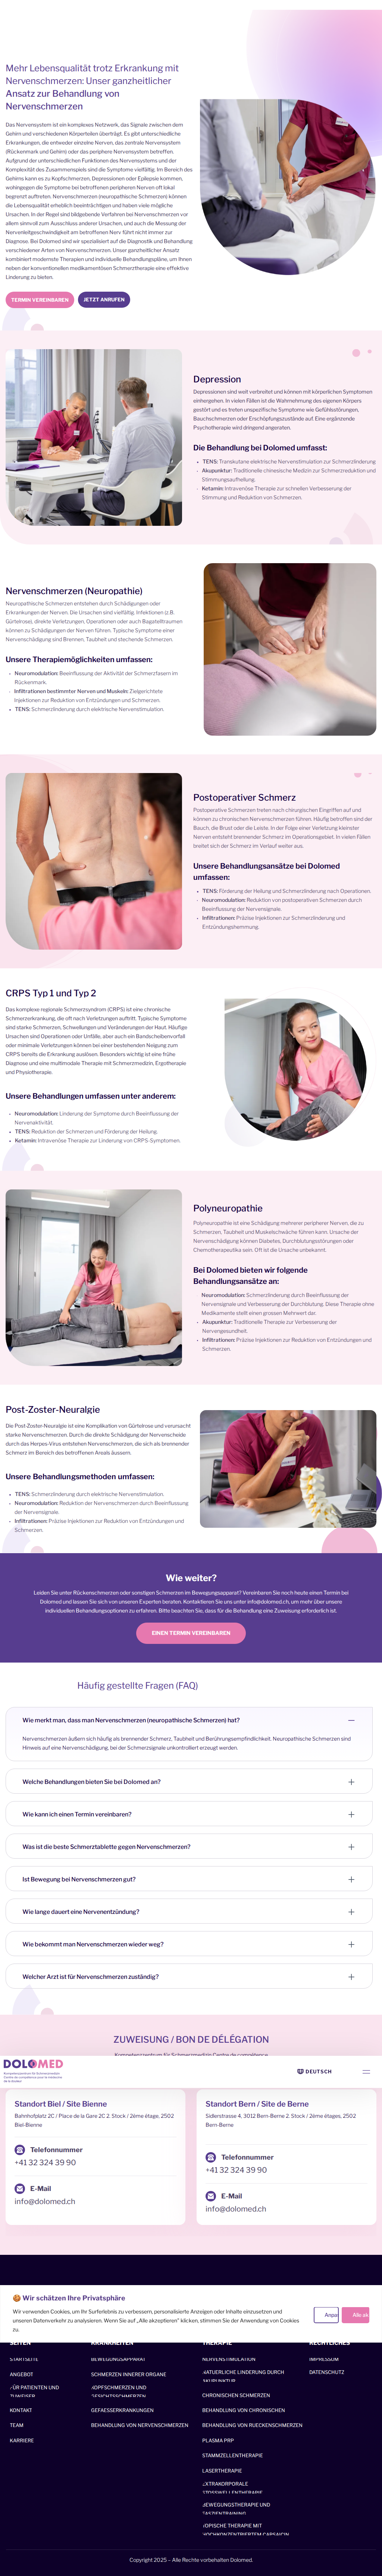 Mehr Lebensqualität trotz Erkrankung mit
Nervenschmerzen: Unser ganzheitlicher
Ansatz zur Behandlung von
Nervenschmerzen
Das Nervensystem ist ein komplexes Netzwerk, das Signale zwischen dem
Gehirn und verschiedenen Körperteilen überträgt. Es gibt unterschiedliche
Erkrankungen, die entweder einzelne Nerven, das zentrale Nervensystem
(Rückenmark und Gehirn) oder das periphere Nervensystem betreffen.
Aufgrund der unterschiedlichen Funktionen des Nervensystems und der
Komplexität des Zusammenspiels sind die Symptome vielfältig. Im Bereich des
Gehirns kann es zu Kopfschmerzen, Depressionen oder Epilepsie kommen,
wohingegen die Symptome bei betroffenen peripheren Nerven oft lokal
begrenzt auftreten. Nervenschmerzen (neuropathische Schmerzen) können
die Lebensqualität erheblich beeinträchtigen und haben viele mögliche
Ursachen. In der Regel sind bildgebende Verfahren bei Nervenschmerzen vor
allem sinnvoll zum Ausschluss anderer Ursachen, und auch die Messung der
Nervenleitgeschwindigkeit am betroffenen Nerv führt nicht immer zur
Diagnose. Bei Dolomed sind wir spezialisiert auf die Diagnostik und Behandlung
verschiedener Arten von Nervenschmerzen. Unser ganzheitlicher Ansatz
kombiniert modernste Therapien und individuelle Behandlungspläne, um Ihnen
neben der konventionellen medikamentösen Schmerztherapie eine effektive
Linderung zu bieten.
TERMIN VEREINBAREN
JETZT ANRUFEN
Depression
Depressionen sind weit verbreitet und können mit körperlichen Symptomen
einhergehen. In vielen Fällen ist die Wahrnehmung des eigenen Körpers
gestört und es treten unspezifische Symptome wie Gefühlsstörungen,
Bauchschmerzen oder Erschöpfungszustände auf. Eine ergänzende
Psychotherapie wird dringend angeraten.
Die Behandlung bei Dolomed umfasst:
TENS: Transkutane elektrische Nervenstimulation zur Schmerzlinderung
Akupunktur: Traditionelle chinesische Medizin zur Schmerzreduktion und
Stimmungsaufhellung.
Ketamin: Intravenöse Therapie zur schnellen Verbesserung der
Stimmung und Reduktion von Schmerzen.
Nervenschmerzen (Neuropathie)
Neuropathische Schmerzen entstehen durch Schädigungen oder
Erkrankungen der Nerven. Die Ursachen sind vielfältig. Infektionen (z.B.
Gürtelrose), direkte Verletzungen, Operationen oder auch Bagatelltraumen
können zu Schädigungen der Nerven führen. Typische Symptome einer
Nervenschädigung sind Brennen, Taubheit und stechende Schmerzen.
Unsere Therapiemöglichkeiten umfassen:
Neuromodulation: Beeinflussung der Aktivität der Schmerzfasern im
Rückenmark.
Infiltrationen bestimmter Nerven und Muskeln: Zielgerichtete
Injektionen zur Reduktion von Entzündungen und Schmerzen.
TENS: Schmerzlinderung durch elektrische Nervenstimulation.
Postoperativer Schmerz
Postoperative Schmerzen treten nach chirurgischen Eingriffen auf und
können zu chronischen Nervenschmerzen führen. Häufig betroffen sind der
Bauch, die Brust oder die Leiste. In der Folge einer Verletzung kleinster
Nerven entsteht brennender Schmerz im Operationsgebiet. In vielen Fällen
breitet sich der Schmerz im Verlauf weiter aus.
Unsere Behandlungsansätze bei Dolomed
umfassen:
TENS: Förderung der Heilung und Schmerzlinderung nach Operationen.
Neuromodulation: Reduktion von postoperativen Schmerzen durch
Beeinflussung der Nervensignale.
Infiltrationen: Präzise Injektionen zur Schmerzlinderung und
Entzündungshemmung.
CRPS Typ 1 und Typ 2
Das komplexe regionale Schmerzsyndrom (CRPS) ist eine chronische
Schmerzerkrankung, die oft nach Verletzungen auftritt. Typische Symptome
sind starke Schmerzen, Schwellungen und Veränderungen der Haut. Häufige
Ursachen sind Operationen oder Unfälle, aber auch ein Bandscheibenvorfall
oder minimale Verletzungen können bei einer bestehenden Neigung zum
CRPS bereits die Erkrankung auslösen. Besonders wichtig ist eine frühe
Diagnose und eine multimodale Therapie mit Schmerzmedizin, Ergotherapie
und Physiotherapie.
Unsere Behandlungen umfassen unter anderem:
Neuromodulation: Linderung der Symptome durch Beeinflussung der
Nervenaktivität.
TENS: Reduktion der Schmerzen und Förderung der Heilung.
Ketamin: Intravenöse Therapie zur Linderung von CRPS-Symptomen.
Polyneuropathie
Polyneuropathie ist eine Schädigung mehrerer peripherer Nerven, die zu
Schmerzen, Taubheit und Muskelschwäche führen kann. Ursache der
Nervenschädigung können Diabetes, Durchblutungsstörungen oder
Chemotherapeutika sein. Oft ist die Ursache unbekannt.
Bei Dolomed bieten wir folgende
Behandlungsansätze an:
Neuromodulation: Schmerzlinderung durch Beeinflussung der
Nervensignale und Verbesserung der Durchblutung. Diese Therapie ohne
Medikamente stellt einen grossen Mehrwert dar.
Akupunktur: Traditionelle Therapie zur Verbesserung der
Nervengesundheit.
Infiltrationen: Präzise Injektionen zur Reduktion von Entzündungen und
Schmerzen.
Post-Zoster-Neuralgie
Die Post-Zoster-Neuralgie ist eine Komplikation von Gürtelrose und verursacht
starke Nervenschmerzen. Durch die direkte Schädigung der Nervenscheide
durch das Herpes-Virus entstehen Nervenschmerzen, die sich als brennender
Schmerz im Bereich des betroffenen Areals äussern.
Unsere Behandlungsmethoden umfassen:
TENS: Schmerzlinderung durch elektrische Nervenstimulation.
Neuromodulation: Reduktion der Nervenschmerzen durch Beeinflussung
der Nervensignale.
Infiltrationen: Präzise Injektionen zur Reduktion von Entzündungen und
Schmerzen.
Wie weiter?
Leiden Sie unter Rückenschmerzen oder sonstigen Schmerzen im Bewegungsapparat? Vereinbaren Sie noch heute einen Termin bei
Dolomed und lassen Sie sich von unseren Experten beraten. Kontaktieren Sie uns unter info@dolomed.ch, um mehr über unsere
individuellen Behandlungsoptionen zu erfahren. Bitte beachten Sie, dass für die Behandlung eine Zuweisung erforderlich ist.
EINEN TERMIN VEREINBAREN
Häufig gestellte Fragen (FAQ)
Wie merkt man, dass man Nervenschmerzen (neuropathische Schmerzen) hat?
Nervenschmerzen äußern sich häufig als brennender Schmerz, Taubheit und Berührungsempfindlichkeit. Neuropathische Schmerzen sind
Hinweis auf eine Nervenschädigung, bei der Schmerzsignale unkontrolliert erzeugt werden.
Welche Behandlungen bieten Sie bei Dolomed an?
Wie kann ich einen Termin vereinbaren?
Was ist die beste Schmerztablette gegen Nervenschmerzen?
Ist Bewegung bei Nervenschmerzen gut?
Wie lange dauert eine Nervenentzündung?
Wie bekommt man Nervenschmerzen wieder weg?
Welcher Arzt ist für Nervenschmerzen zuständig?
ZUWEISUNG / BON DE DÉLÉGATION
Kompetenzzentrum für Schmerzmedizin Centre de compétence
DOLOMED
DEUTSCH
Standort Biel / Site Bienne
Bahnhofplatz 2C / Place de la Gare 2C 2. Stock / 2ème étage, 2502
Biel-Bienne
Telefonnummer
+41 32 324 39 90
E-Mail
info@dolomed.ch
Standort Bern / Site de Berne
Sidlerstrasse 4, 3012 Bern-Berne 2. Stock / 2ème étages, 2502
Bern-Berne
Telefonnummer
+41 32 324 39 90
E-Mail
info@dolomed.ch
🍪 Wir schätzen Ihre Privatsphäre
Wir verwenden Cookies, um Ihr Surferlebnis zu verbessern, personalisierte Anzeigen oder Inhalte einzusetzen und
unseren Datenverkehr zu analysieren. Wenn Sie auf „Alle akzeptieren" klicken, stimmen Sie der Anwendung von Cookies
zu.
SEITEN
STARTSEITE
ANGEBOT
FÜR PATIENTEN UND
ZUWEISER
KONTAKT
TEAM
KARRIERE
KRANKHEITEN
BEWEGUNGSAPPARAT
SCHMERZEN INNERER ORGANE
KOPFSCHMERZEN UND
GESICHTSSCHMERZEN
GEFAESSERKRANKUNGEN
BEHANDLUNG VON NERVENSCHMERZEN
THERAPIE
NERVENSTIMULATION
NATUERLICHE LINDERUNG DURCH
AKUPUNKTUR
CHRONISCHEN SCHMERZEN
BEHANDLUNG VON CHRONISCHEN
BEHANDLUNG VON RUECKENSCHMERZEN
PLASMA PRP
STAMMZELLENTHERAPIE
LASERTHERAPIE
EXTRAKORPORALE
STOSSWELLENTHERAPIE
BEWEGUNGSTHERAPIE UND
FASZIENTRAINING
TOPISCHE THERAPIE MIT
HOCHKONZENTRIERTEM CAPSAICIN
RECHTLICHES
IMPRESSUM
DATENSCHUTZ
Copyright 2025 – Alle Rechte vorbehalten Dolomed.